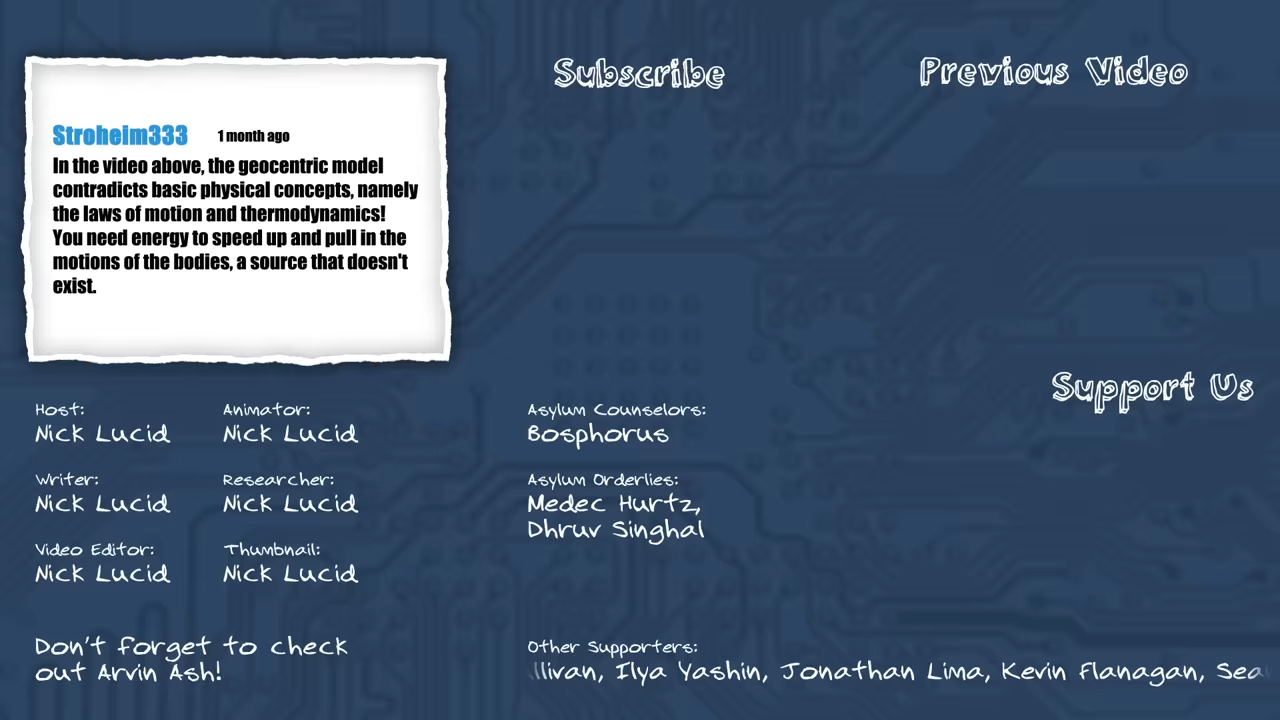 Subscribe
Previous Video
Stroheim333 1 month ago
In the video above, the geocentric model
contradicts basic physical concepts, namely
the laws of motion and thermodynamics!
You need energy to speed up and pull in the
motions of the bodies, a source that doesn't
exist.
Support Us
Host:
Nick Lucid
Animator:
Nick Lucid
Writer:
Nick Lucid
Researcher:
Nick Lucid
Video Editor:
Nick Lucid
Thumbnail:
Nick Lucid
Asylum Counselors:
Bosphorus
Asylum Orderlies:
Medec Hurtz,
Dhruv Singhal
Don't forget to check
out Arvin Ash!
Other Supporters:
Ilya Yashin, Jonathan Lima, Kevin Flanagan,